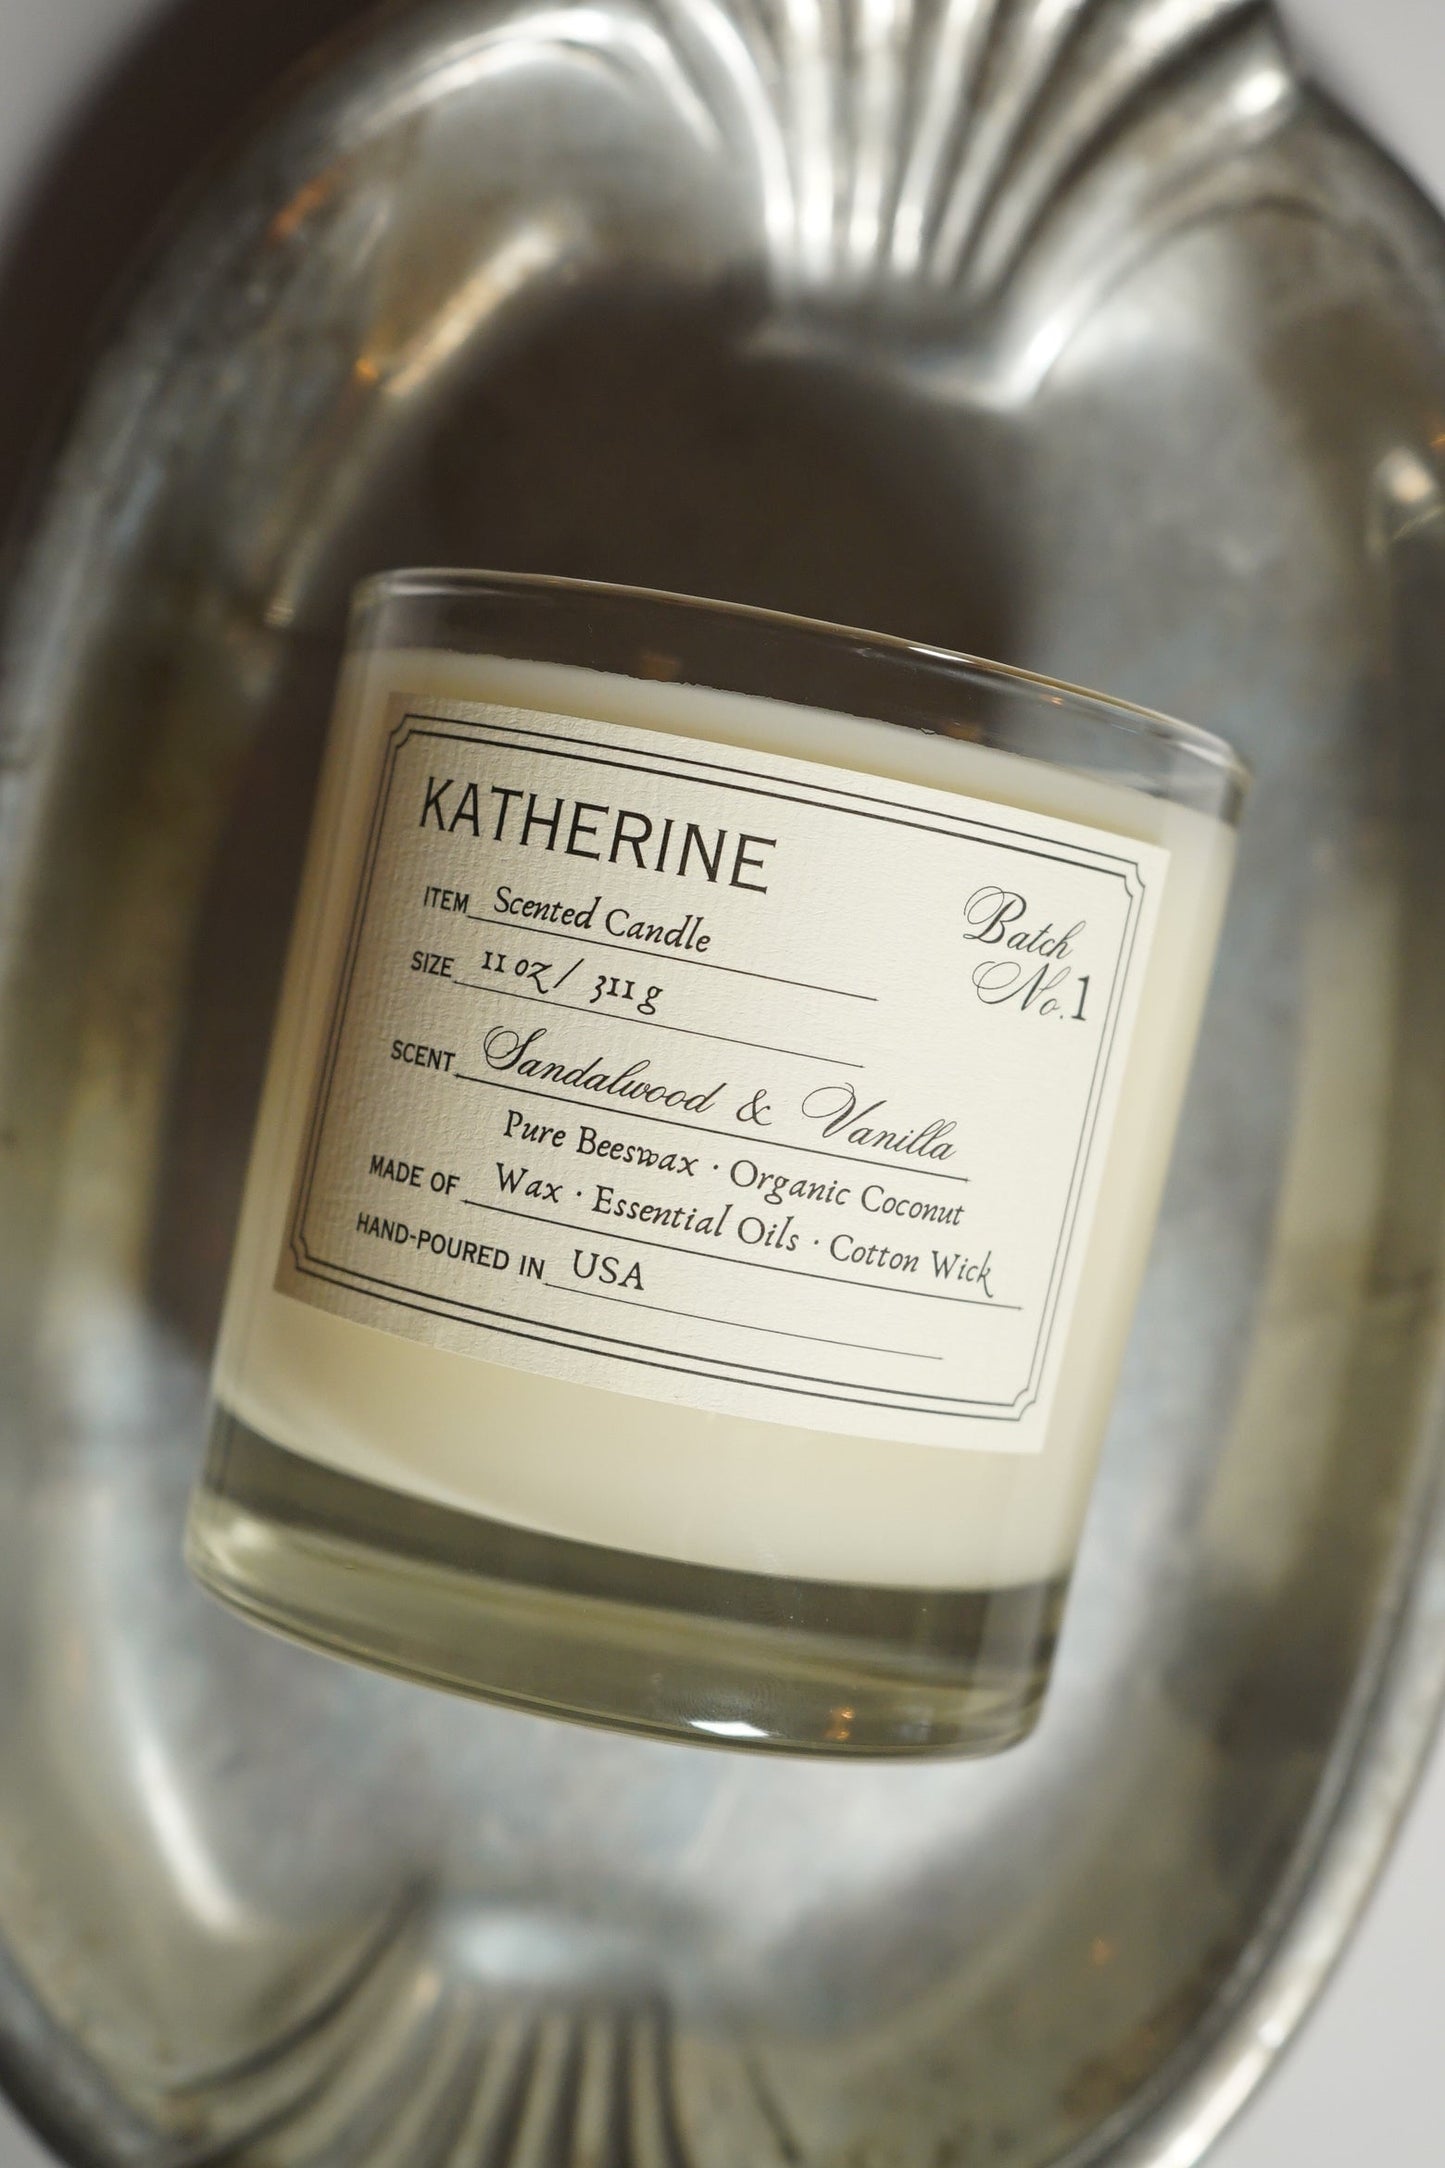 KATHERINE
ITEM Scented Candle
SIZE 11 oz / 311 g
Batch
No. 1
SCENT Sandalwood & Vanilla
Pure Beeswax · Organic Coconut
MADE OF Wax · Essential Oils · Cotton Wick
HAND-POURED IN USA